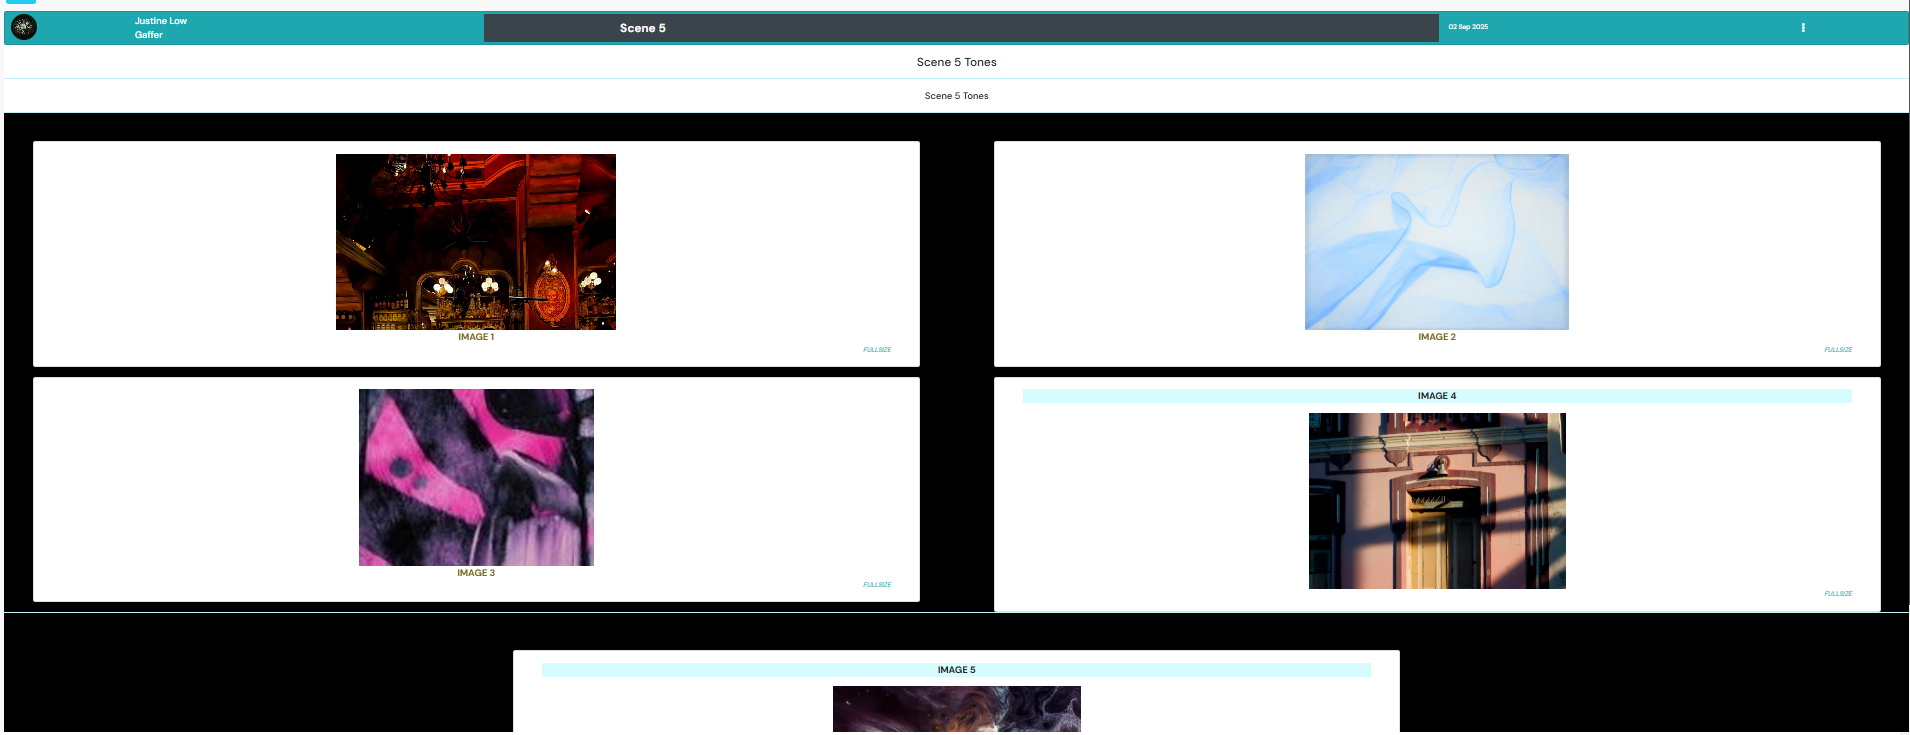 Justine Low
Gaffer
Scene 5
02 Sep 2025
Scene 5 Tones
Scene 5 Tones
IMAGE 1
FULLSIZE
IMAGE 2
FULLSIZE
IMAGE 3
FULLSIZE
IMAGE 4
FULLSIZE
IMAGE 5